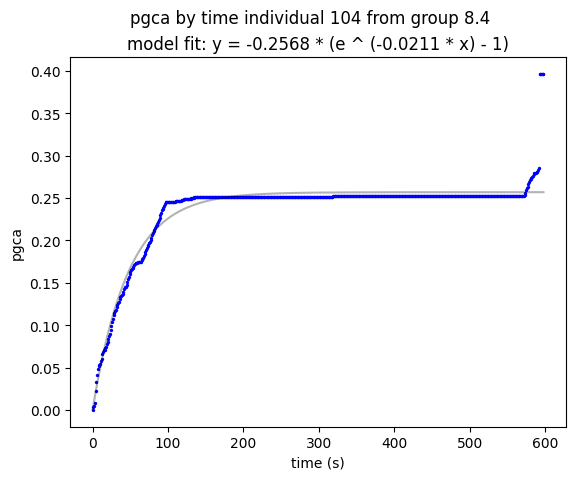 pgca by time individual 104 from group 8.4
model fit: y = -0.2568 * (e ^ (-0.0211 * x) - 1)
0.40
0.35
0.30
0.25
0.20
0.15
0.10
0.05
0.00
pgca
0 100 200 300 400 500 600
time (s)